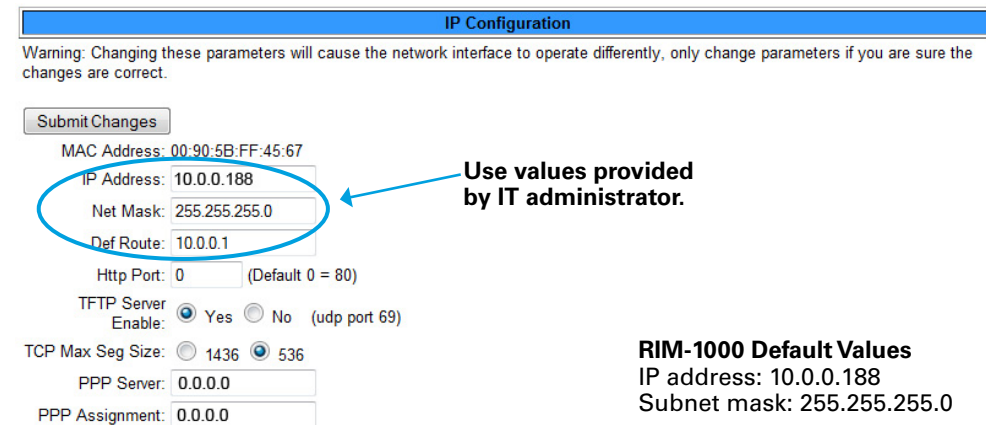 IP Configuration
Warning: Changing these parameters will cause the network interface to operate differently, only change parameters if you are sure the
changes are correct.
Submit Changes
MAC Address: 00:90:5B:FF:45:67
IP Address: 10.0.0.188
Net Mask: 255.255.255.0
Def Route: 10.0.0.1
Use values provided
by IT administrator.
Http Port: 0 (Default 0 = 80)
TFTP Server
Enable: Yes No (udp port 69)
TCP Max Seg Size: 1436 536
PPP Server: 0.0.0.0
PPP Assignment: 0.0.0.0
RIM-1000 Default Values
IP address: 10.0.0.188
Subnet mask: 255.255.255.0